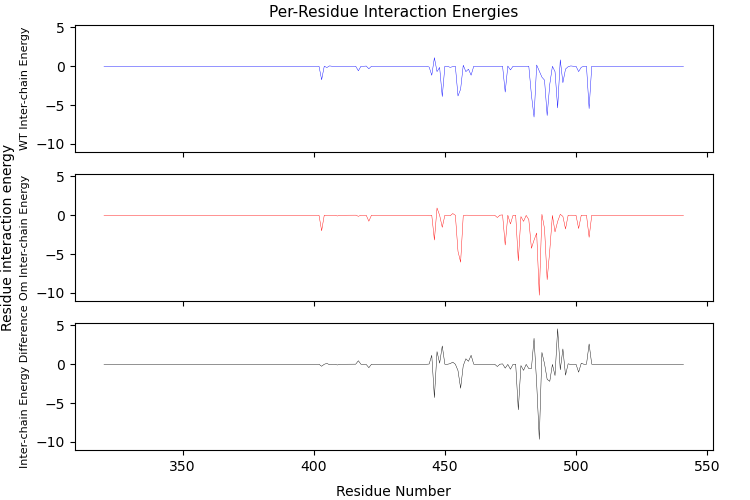 Per-Residue Interaction Energies
Residue interaction energy
WT Inter-chain Energy
5
0
−5
−10
Om Inter-chain Energy
5
0
−5
−10
Inter-chain Energy Difference
5
0
−5
−10
350
400
450
500
550
Residue Number